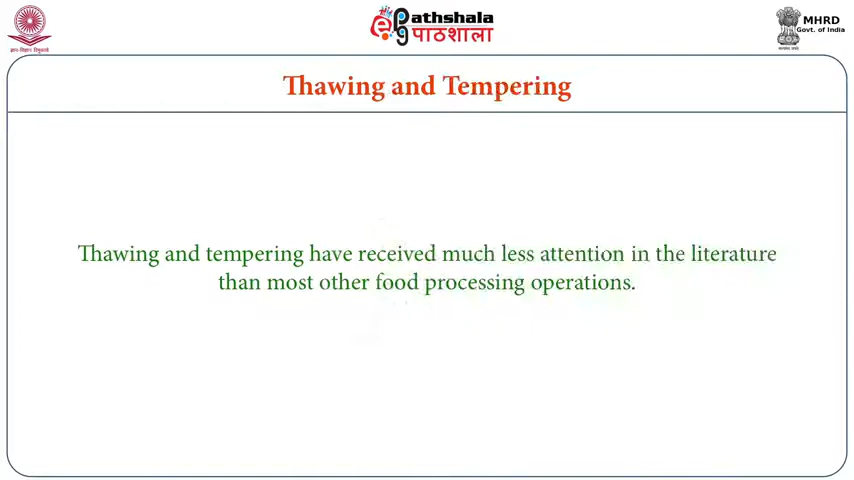 ePathshala
पाठशाला
MHRD
Govt. of India
Thawing and Tempering
Thawing and tempering have received much less attention in the literature
than most other food processing operations.